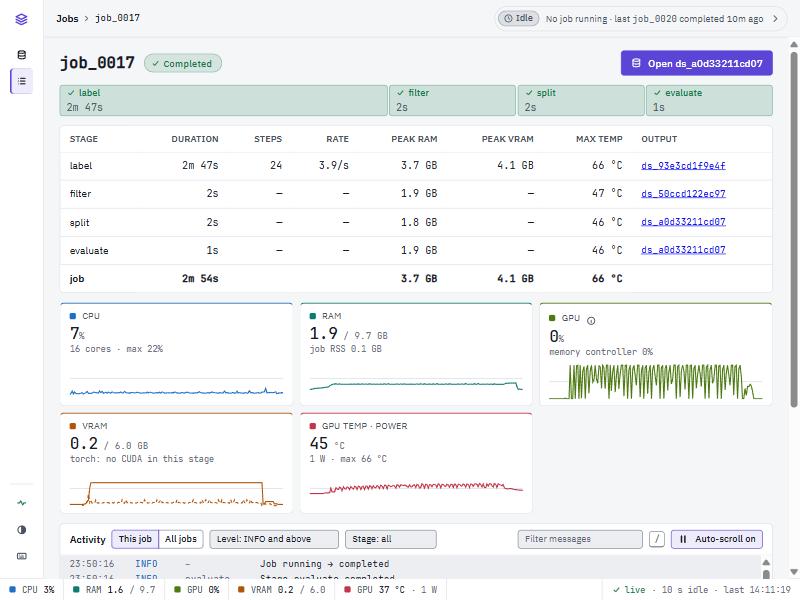 Jobs › job_0017
Idle No job running · last job_0020 completed 10m ago
job_0017 Completed
Open ds_a0d33211cd07
label
2m 47s
filter
2s
split
2s
evaluate
1s
STAGE DURATION STEPS RATE PEAK RAM PEAK VRAM MAX TEMP OUTPUT
label 2m 47s 24 3.9/s 3.7 GB 4.1 GB 66 °C ds_93e3cd1f9e4f
filter 2s — — 1.9 GB — 47 °C ds_50ccd122ec97
split 2s — — 1.8 GB — 46 °C ds_a0d33211cd07
evaluate 1s — — 1.9 GB — 46 °C ds_a0d33211cd07
job 2m 54s 3.7 GB 4.1 GB 66 °C
CPU
7%
16 cores · max 22%
RAM
1.9 / 9.7 GB
job RSS 0.1 GB
GPU
0%
memory controller 0%
VRAM
0.2 / 6.0 GB
torch: no CUDA in this stage
GPU TEMP · POWER
45 °C
1 W · max 66 °C
Activity This job All jobs Level: INFO and above Stage: all Filter messages / Auto-scroll on
23:50:16 INFO – Job running → completed
23:50:16 INFO evaluate Stage evaluate completed
CPU 3% RAM 1.6 / 9.7 GPU 0% VRAM 0.2 / 6.0 GPU 37 °C · 1 W live · 10 s idle · last 14:11:19